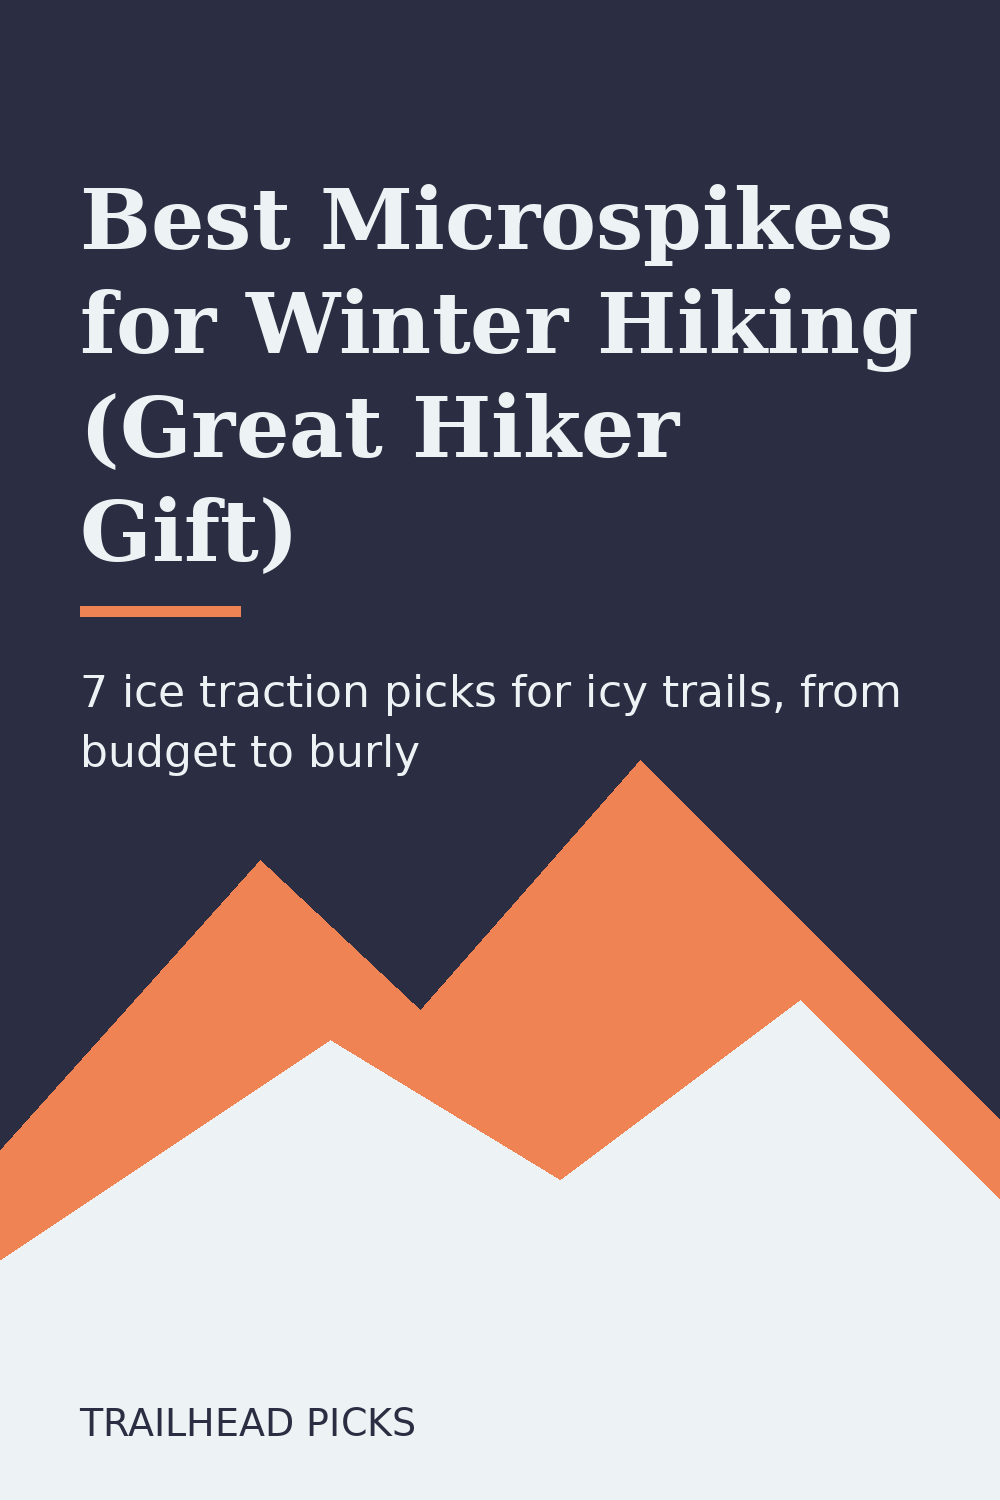 Best Microspikes
for Winter Hiking
(Great Hiker
Gift)
7 ice traction picks for icy trails, from
budget to burly
TRAILHEAD PICKS